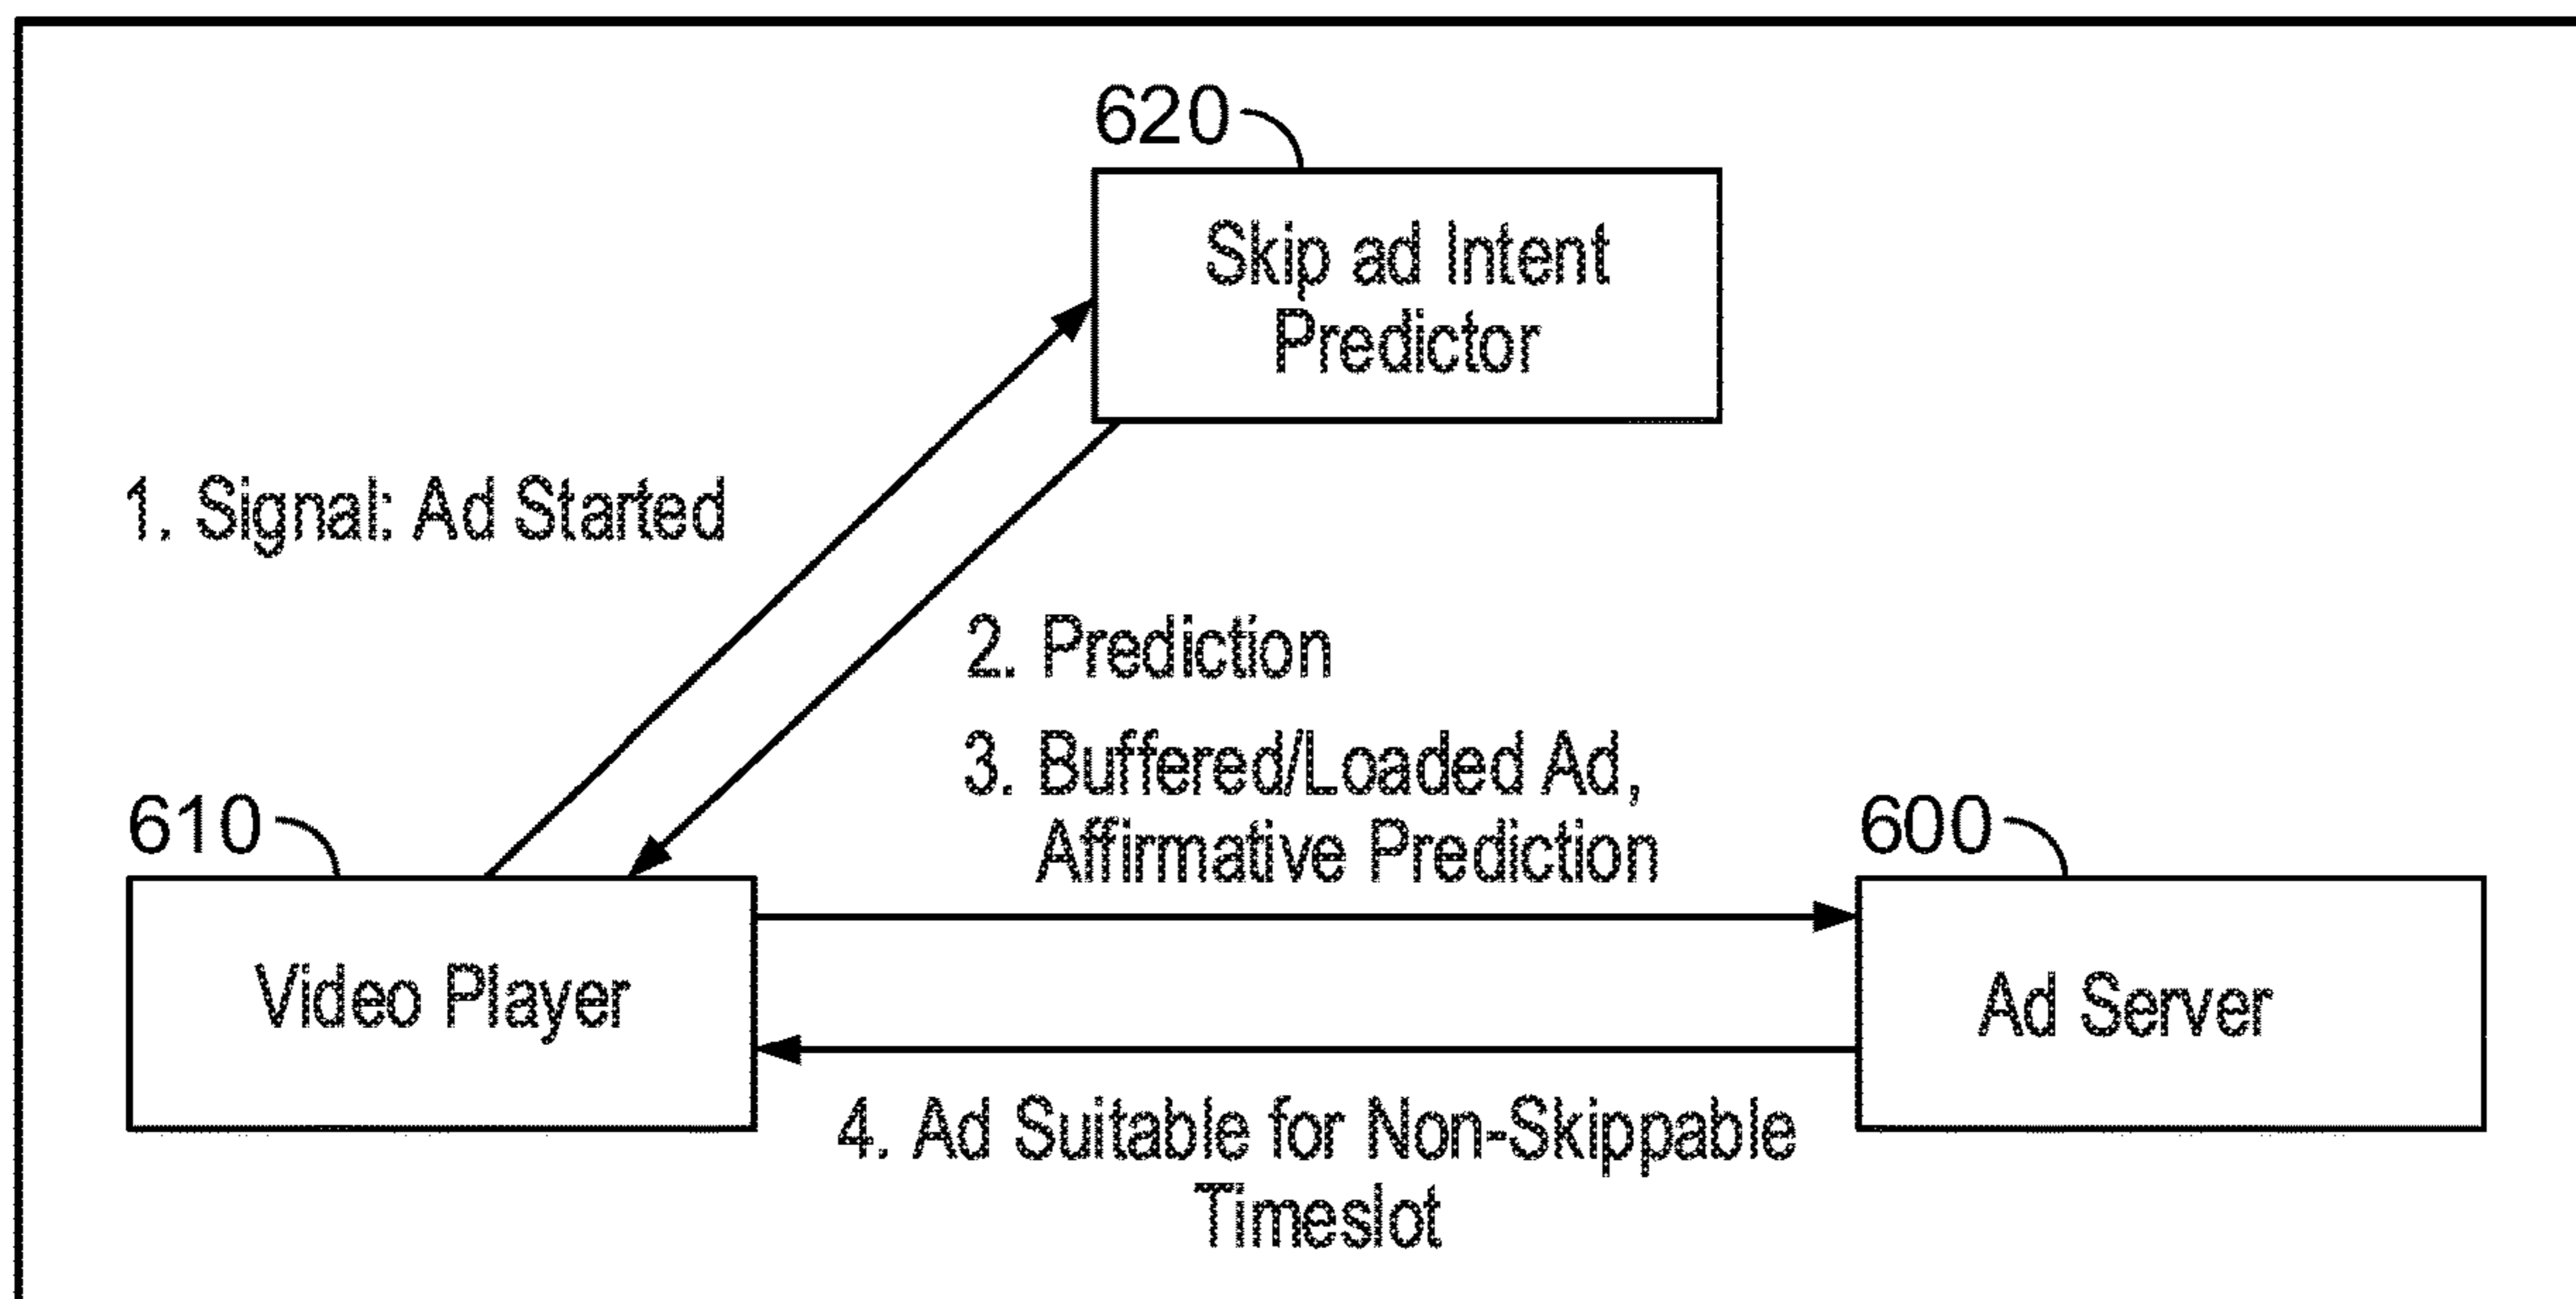 620
Skip ad Intent
Predictor
1. Signal: Ad Started
2. Prediction
3. Buffered/Loaded Ad,
Affirmative Prediction
610
600
Video Player
Ad Server
4. Ad Suitable for Non-Skippable
Timeslot